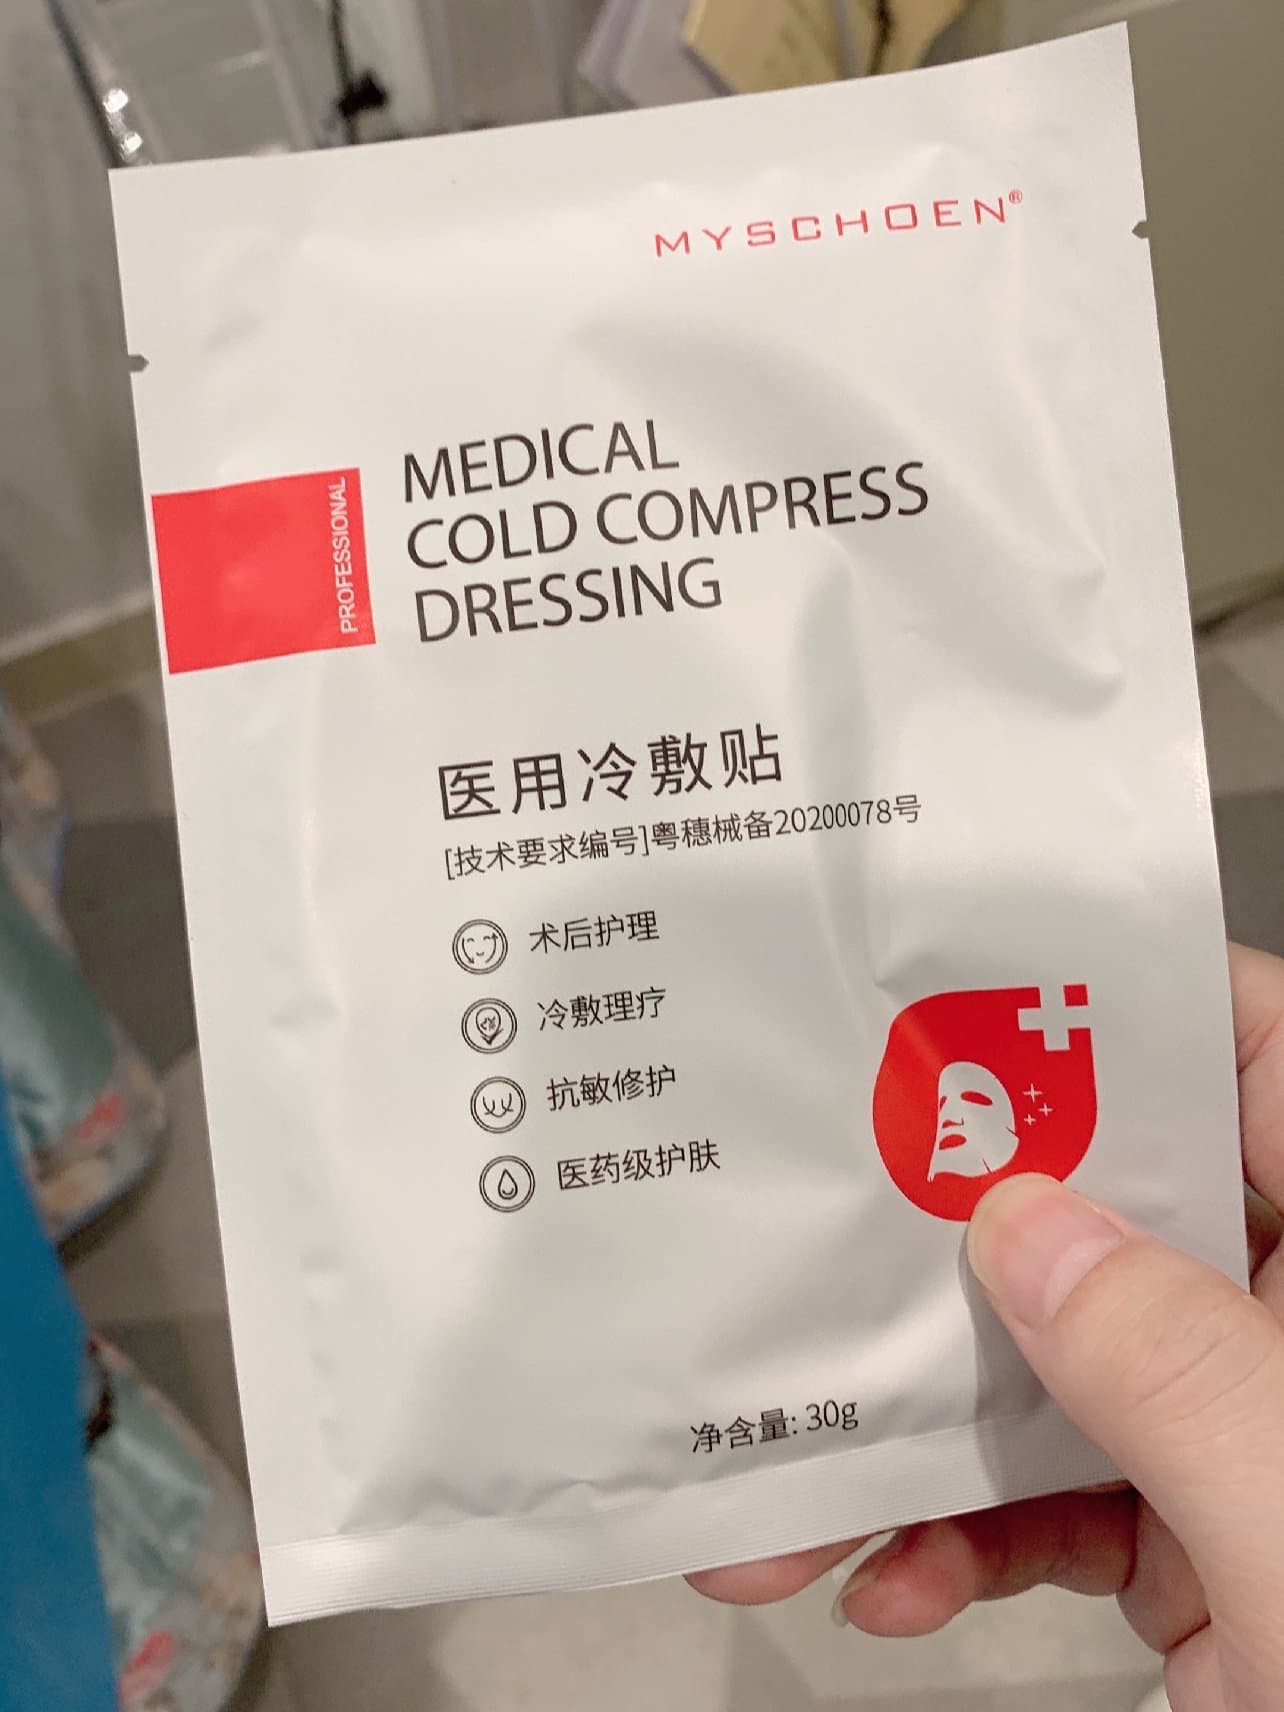 MYSCHOEN®
PROFESSIONAL
MEDICAL
COLD COMPRESS
DRESSING
医用冷敷贴
[技术要求编号]粤穗械备20200078号
术后护理
冷敷理疗
抗敏修护
医药级护肤
净含量: 30g